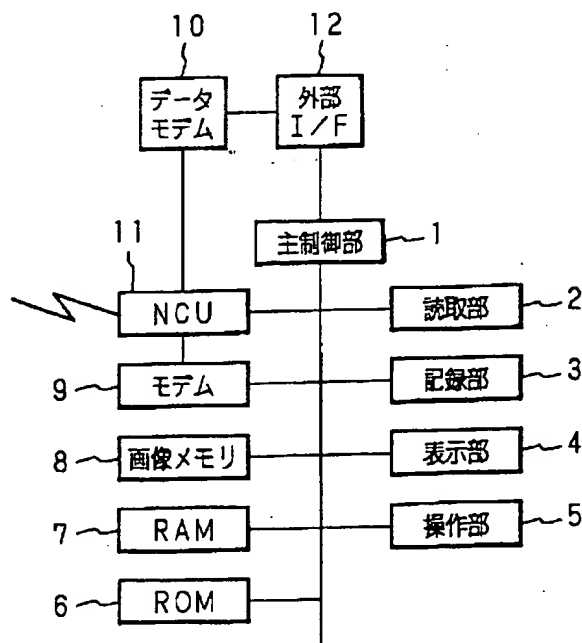 10
12
データ
モデム
外部
I/F
主制御部
1
11
NCU
読取部
2
9
モデム
記録部
3
8
画像メモリ
表示部
4
7
RAM
操作部
5
6
ROM